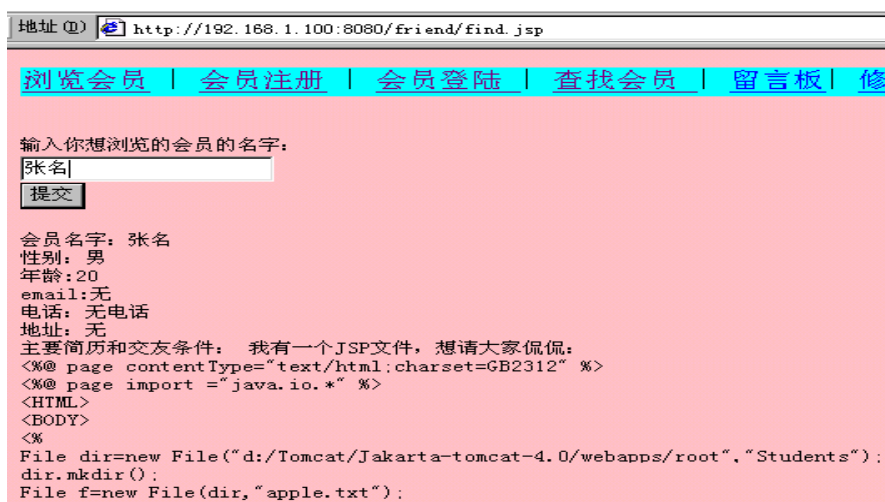 地址(D) http://192.168.1.100:8080/friend/find.jsp
浏览会员 | 会员注册 | 会员登陆 | 查找会员 | 留言板| 修
输入你想浏览的会员的名字:
张名
提交
会员名字: 张名
性别: 男
年龄:20
email:无
电话: 无电话
地址: 无
主要简历和交友条件: 我有一个JSP文件,想请大家侃侃:
<%@ page contentType="text/html;charset=GB2312" %>
<%@ page import ="java.io.*" %>
<HTML>
<BODY>
<%
File dir=new File("d:/Tomcat/Jakarta-tomcat-4.0/webapps/root","Students");
dir.mkdir();
File f=new File(dir,"apple.txt");